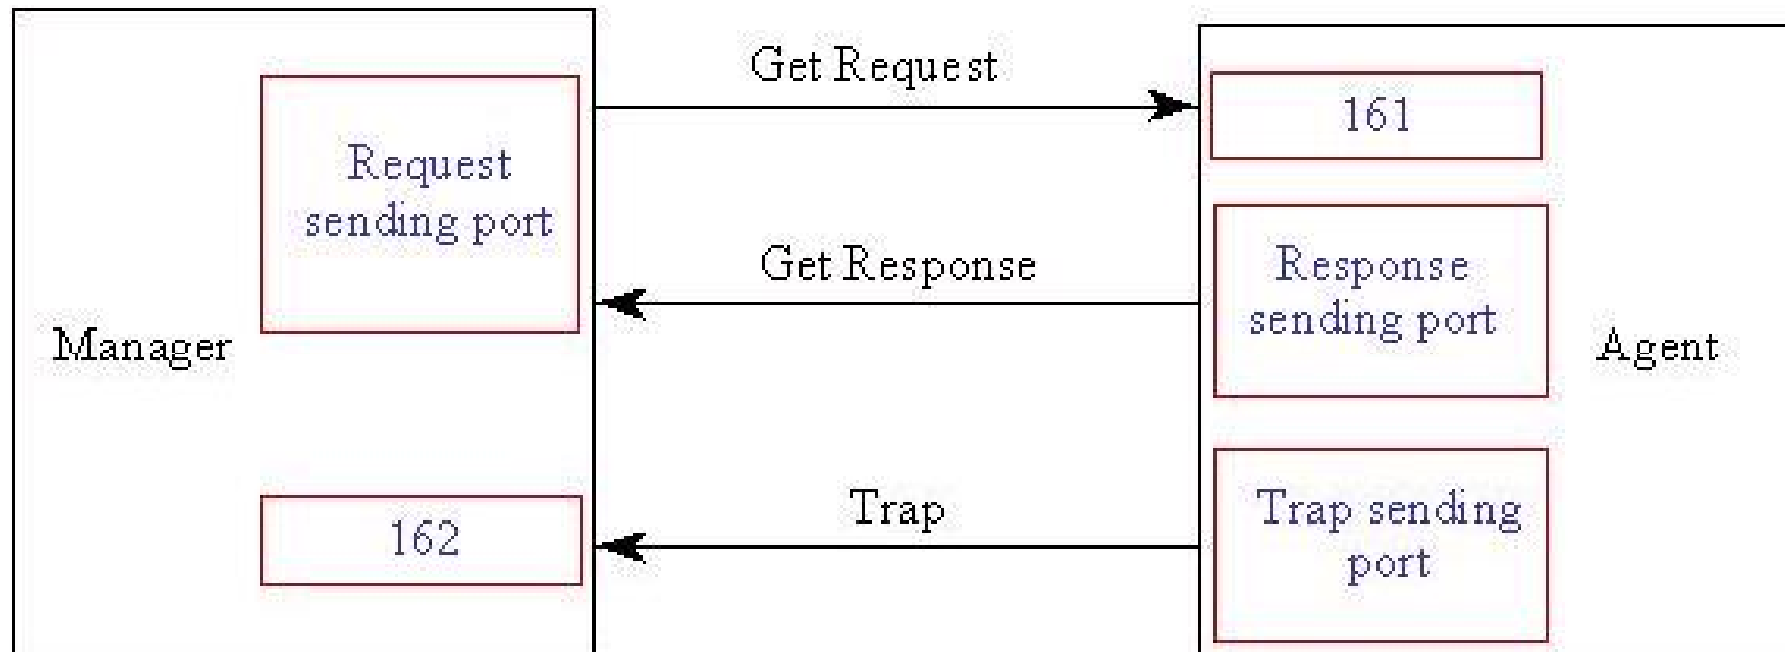 Get Request
161
Request
sending port
Get Response
Response
sending port
Manager
Agent
Trap
162
Trap sending
port